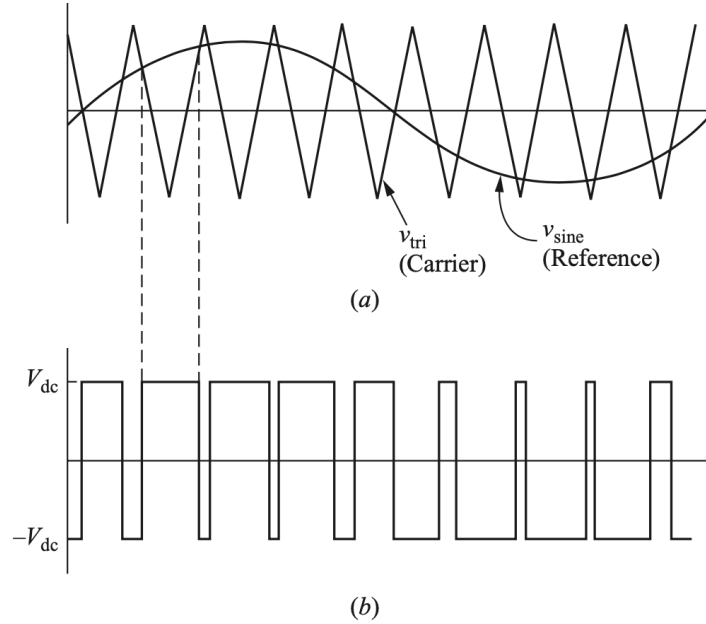 v_tri
(Carrier)
v_sine
(Reference)
(a)
V_dc
−V_dc
(b)